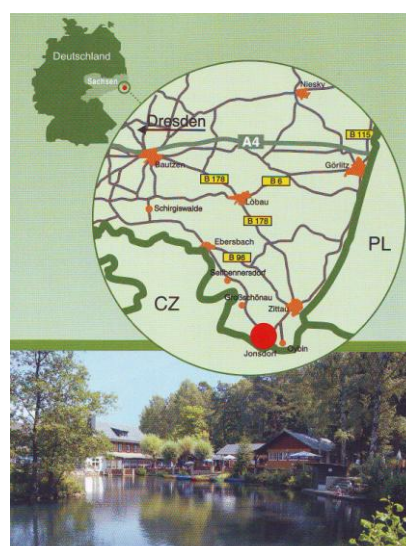 Deutschland
Sachsen
Niesky
Dresden
B 115
A4
Bautzen
Görlitz
B 178
B 6
Löbau
Schirgiswalde
B 178
Ebersbach
PL
B 96
Seifhennersdorf
CZ
Großschönau
Zittau
Jonsdorf
Oybin